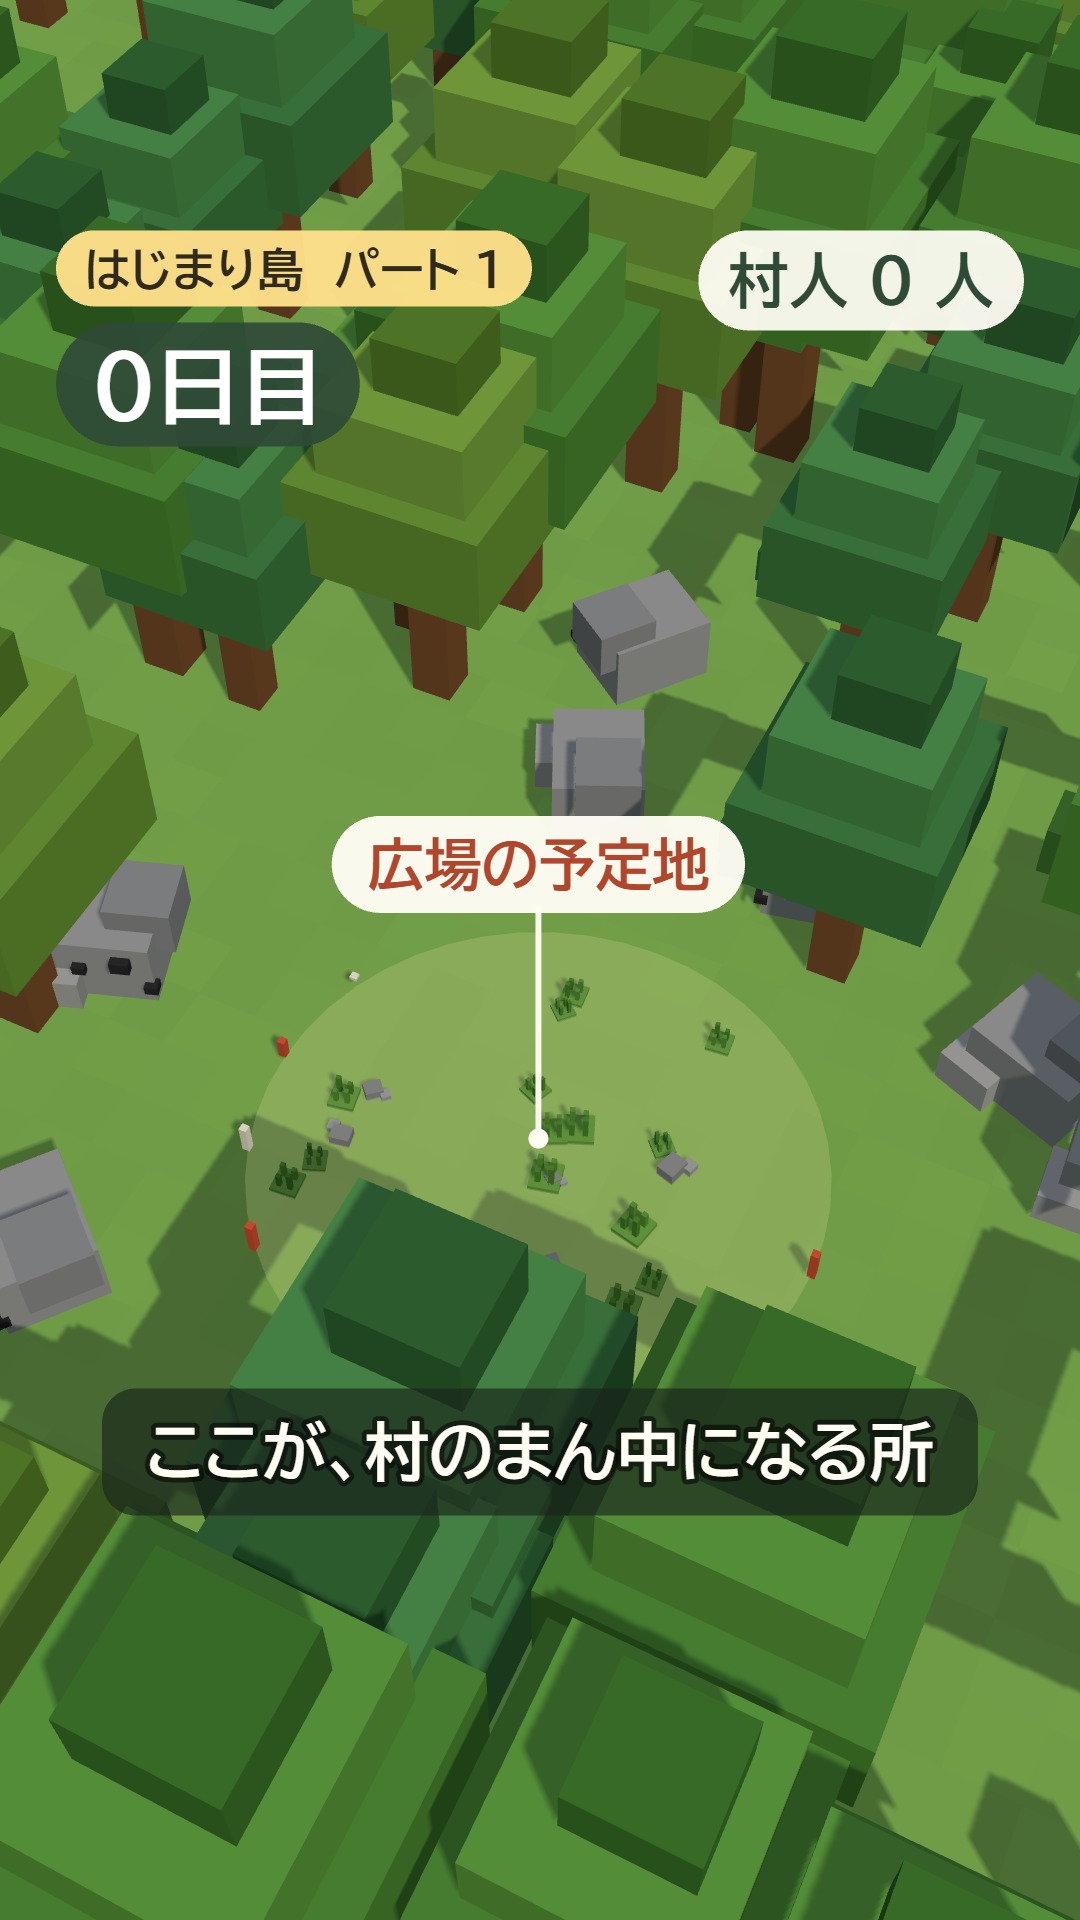 はじまり島 パート 1
村人 0 人
0日目
広場の予定地
ここが、村のまん中になる所